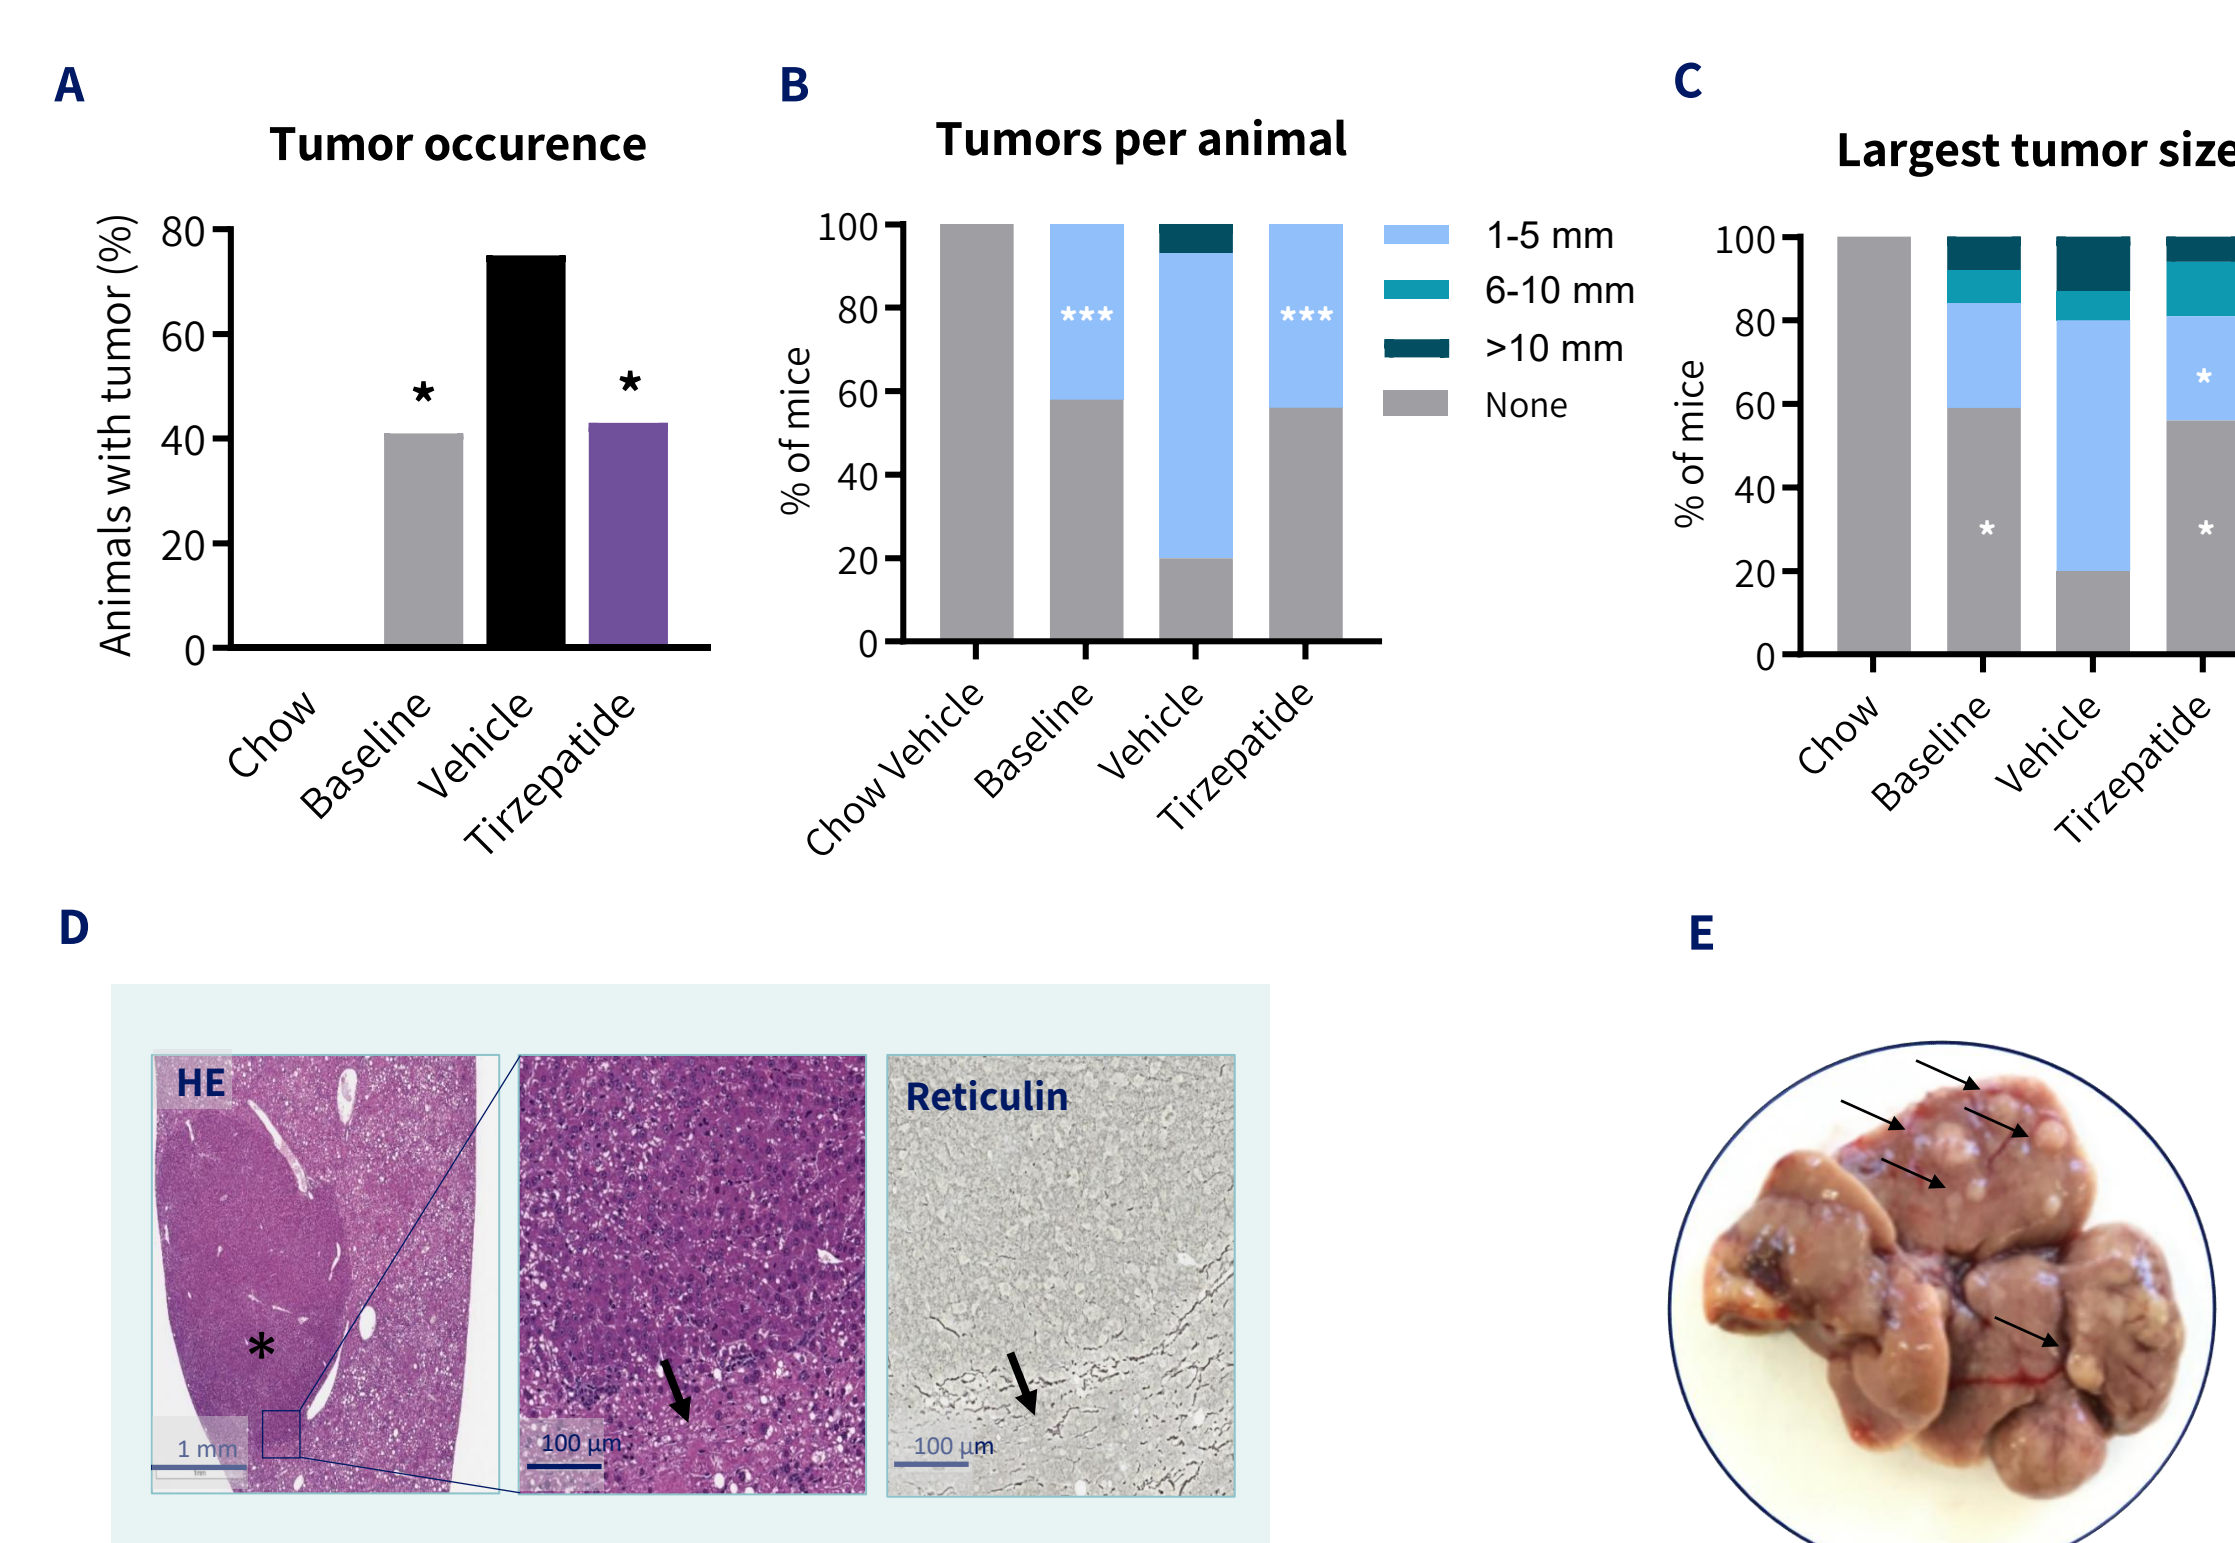 A
B
C
Tumor occurence
Tumors per animal
Largest tumor size
Animals with tumor (%)
80
60
40
20
0
*
*
Chow
Baseline
Vehicle
Tirzepatide
% of mice
100
80
60
40
20
0
***
***
Chow Vehicle
Baseline
Vehicle
Tirzepatide
1-5 mm
6-10 mm
>10 mm
None
% of mice
100
80
60
40
20
0
*
*
*
Chow
Baseline
Vehicle
Tirzepatide
D
E
HE
*
1 mm
100 µm
Reticulin
100 µm